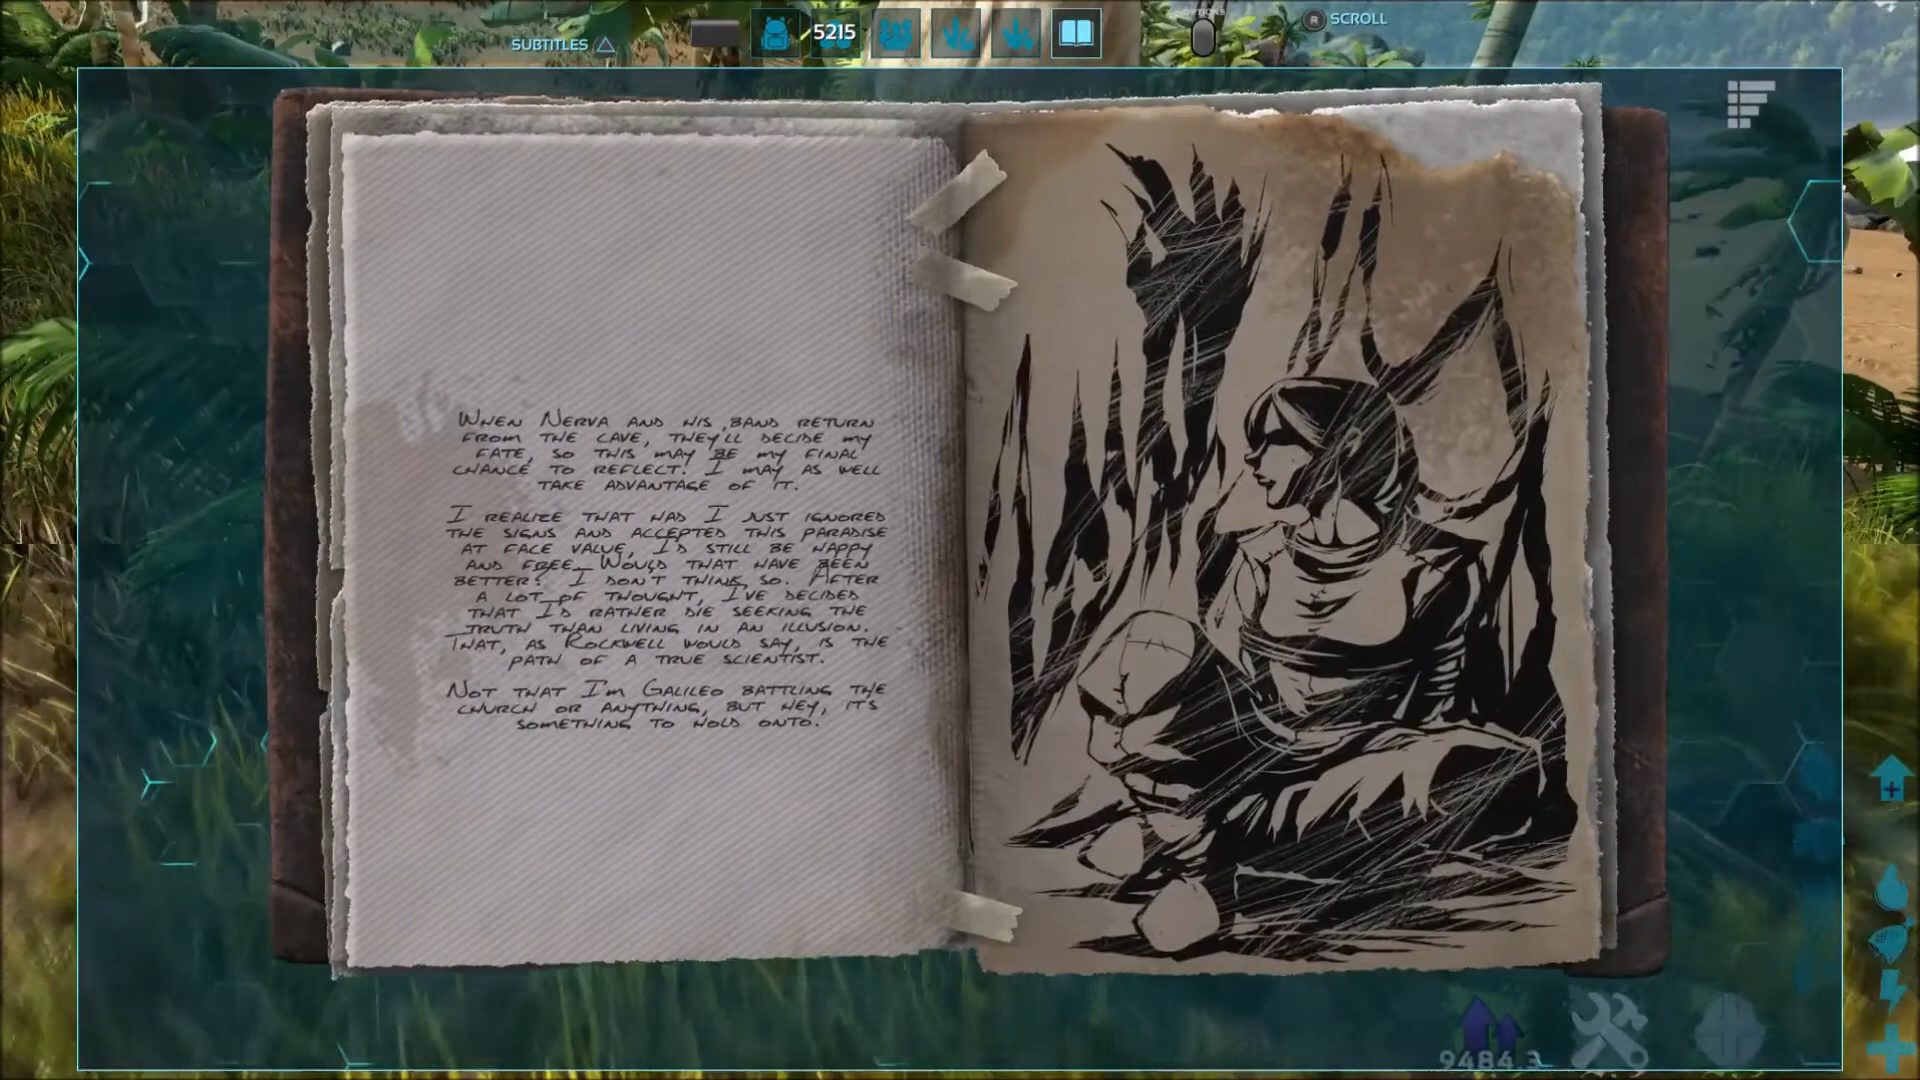 SUBTITLES
5215
OPTIONS
R SCROLL
WHEN NERVA AND HIS BAND RETURN
FROM THE CAVE, THEY'LL DECIDE MY
FATE, SO THIS MAY BE MY FINAL
CHANCE TO REFLECT. I MAY AS WELL
TAKE ADVANTAGE OF IT.
I REALIZE THAT HAD I JUST IGNORED
THE SIGNS AND ACCEPTED THIS PARADISE
AT FACE VALUE, I'D STILL BE HAPPY
AND FREE. WOULD THAT HAVE BEEN
BETTER? I DON'T THINK SO. AFTER
A LOT OF THOUGHT, I'VE DECIDED
THAT I'D RATHER DIE SEEKING THE
TRUTH THAN LIVING IN AN ILLUSION.
THAT, AS ROCKWELL WOULD SAY, IS THE
PATH OF A TRUE SCIENTIST.
NOT THAT I'M GALILEO BATTLING THE
CHURCH OR ANYTHING, BUT HEY, IT'S
SOMETHING TO HOLD ONTO.
9484.3